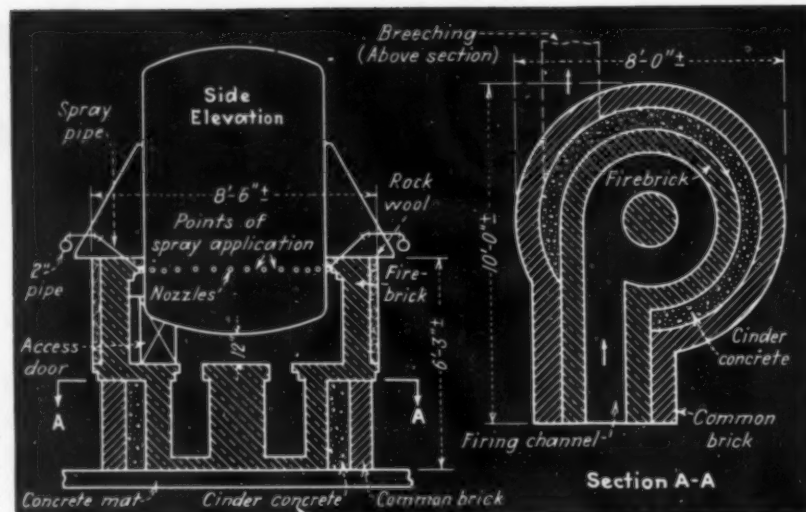 Side
Elevation
Spray
pipe
8'-6"±
Rock
wool
Points of
spray application
2"
pipe
Nozzles
Fire-
brick
Access
door
12"
6'-3"±
A
A
Concrete mat
Cinder concrete
Common brick
Breeching
(Above section)
8'-0"±
10'-0"±
Firebrick
Cinder
concrete
Common
brick
Firing channel
Section A-A